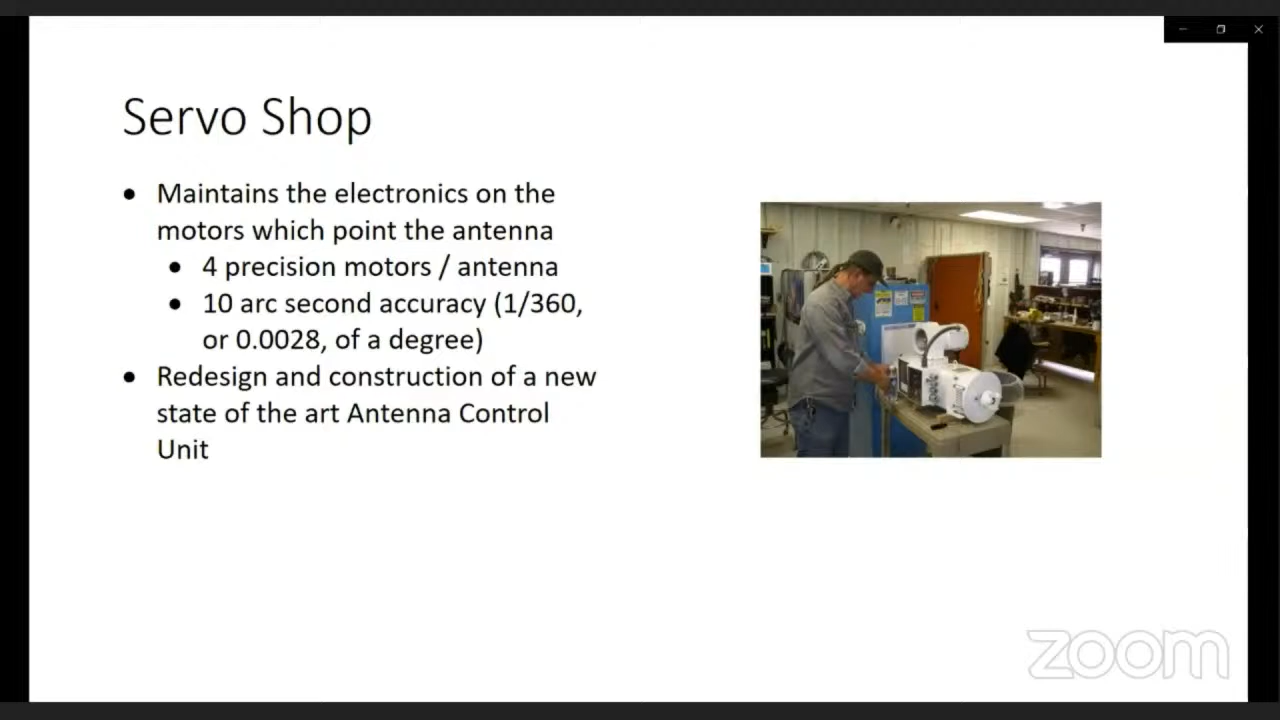 Servo Shop
● Maintains the electronics on the
motors which point the antenna
● 4 precision motors / antenna
● 10 arc second accuracy (1/360,
or 0.0028, of a degree)
● Redesign and construction of a new
state of the art Antenna Control
Unit
zoom